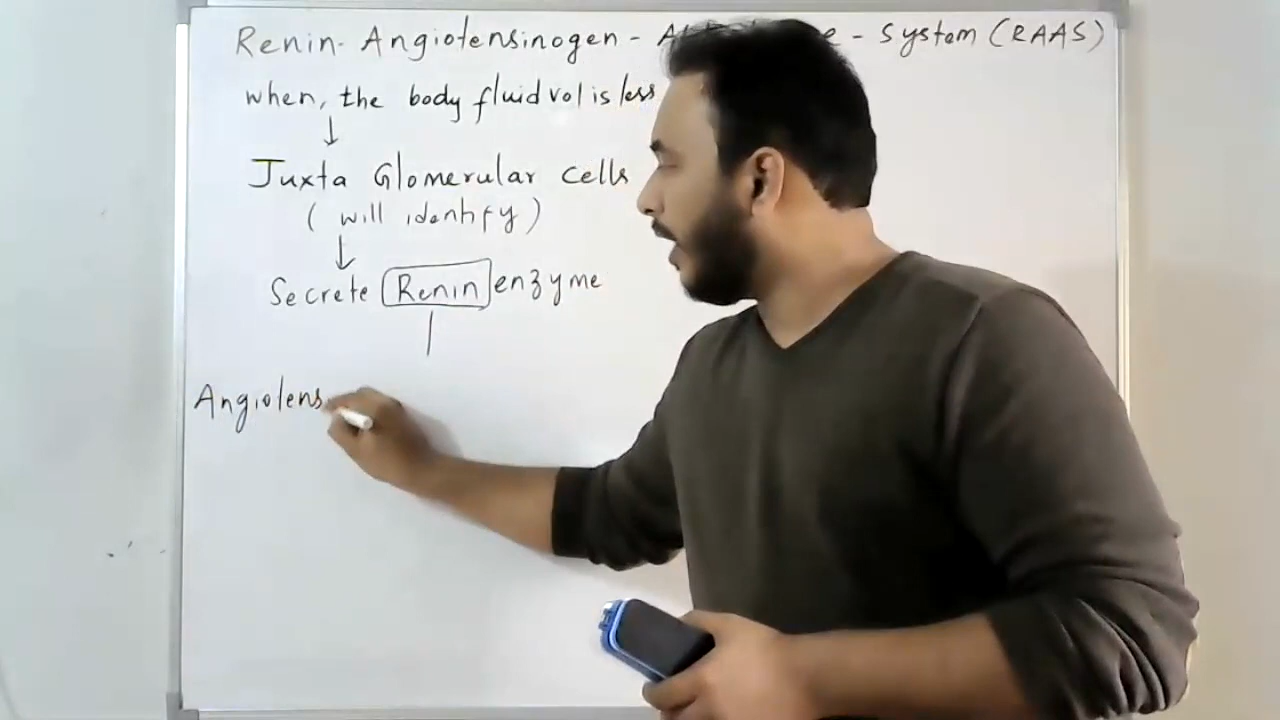 Renin - Angiotensinogen - - System (RAAS)
when, the body fluid vol is less
Juxta Glomerular cells
( will identify )
Secrete Renin enzyme
Angiotens